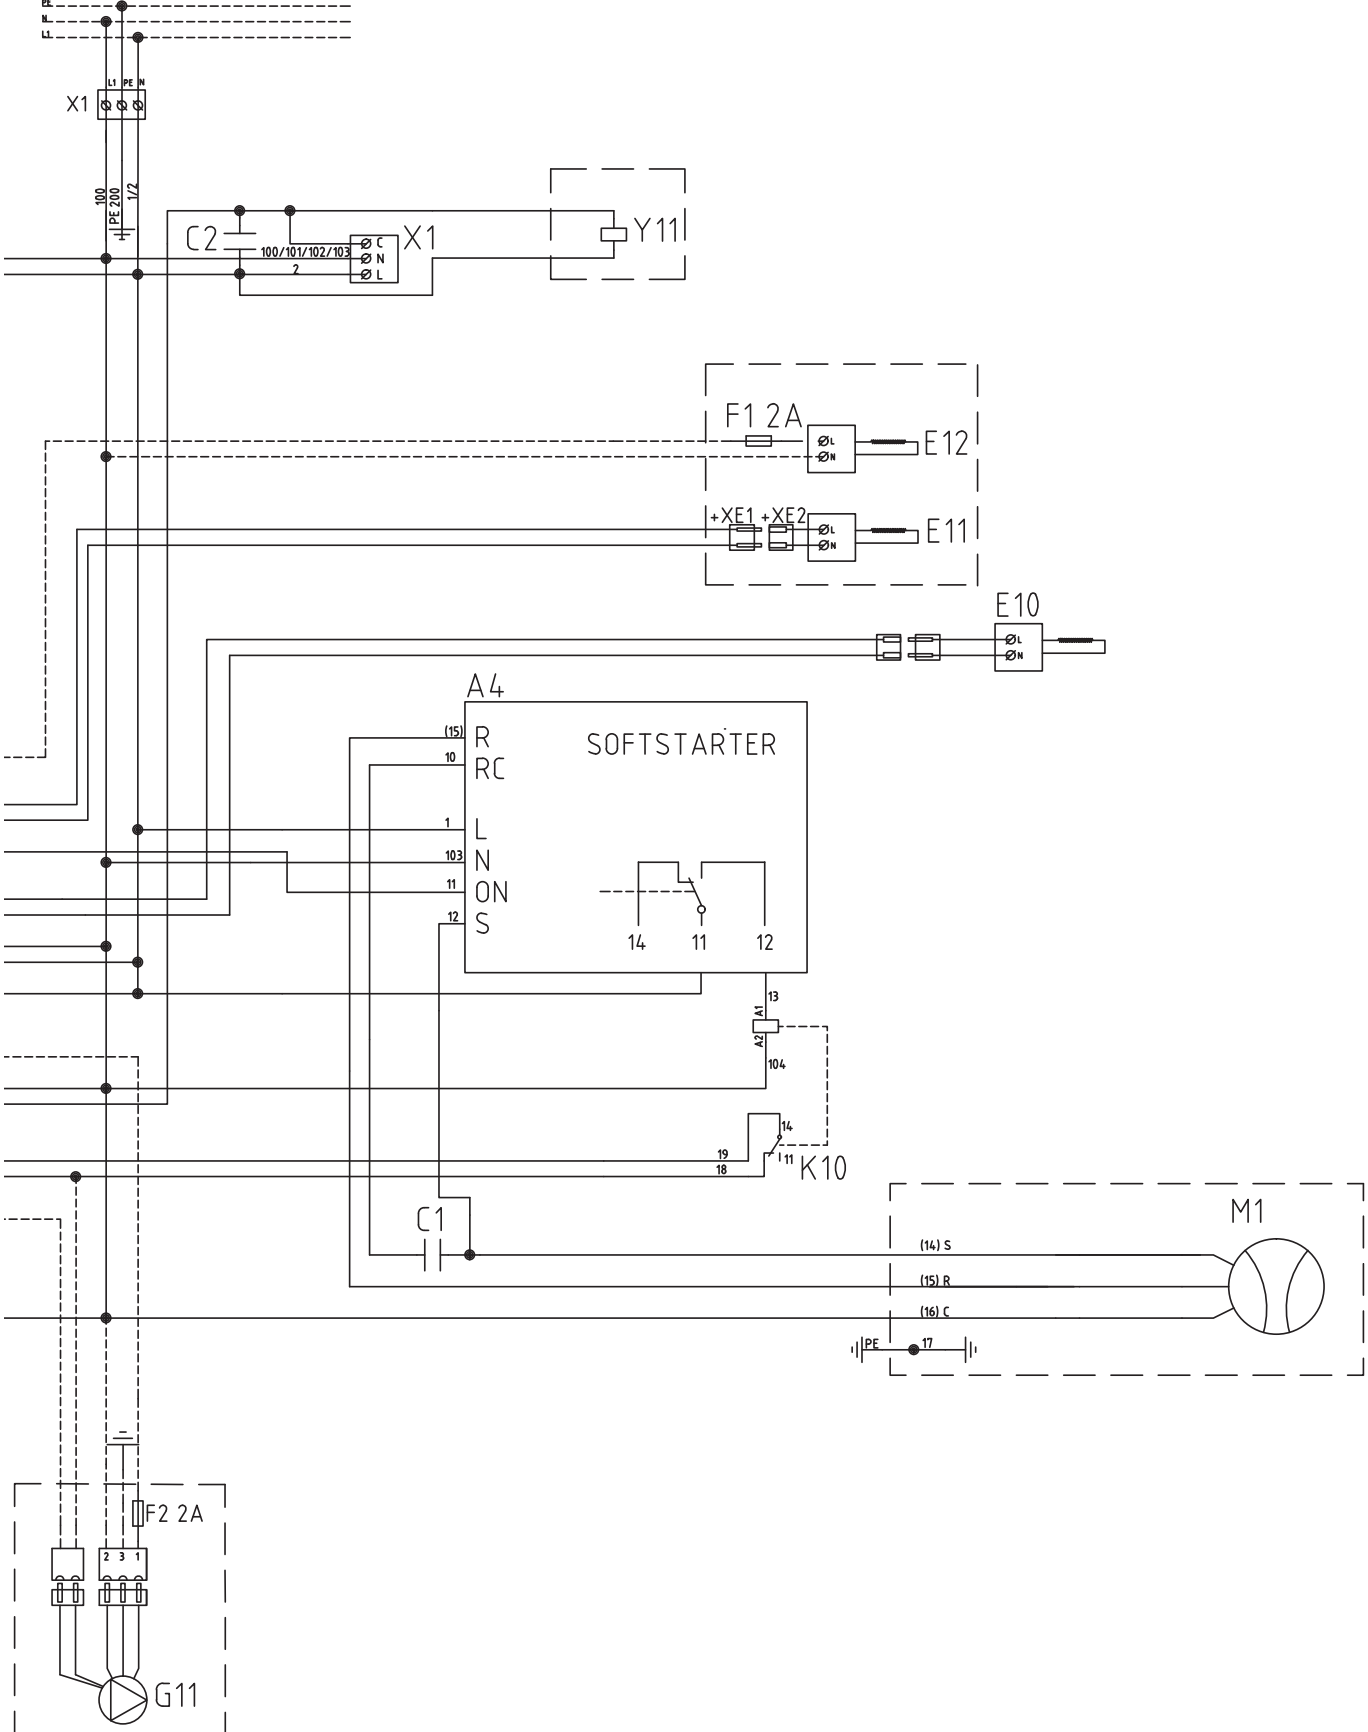 PE
N
L1
L1 PE N
X1
100
PE 200
1/2
C2
100/101/102/103
2
C
N
L
X1
Y11
F1 2A
L
N
E12
+XE1 +XE2
L
N
E11
E10
L
N
A4
SOFTSTARTER
(15) R
10 RC
1 L
103 N
11 ON
12 S
14 11 12
13
A1
A2
104
14
19
11
18
K10
C1
M1
(14) S
(15) R
(16) C
PE 17
F2 2A
2 3 1
G11